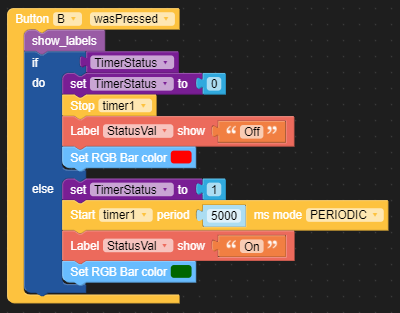 Button B wasPressed
show_labels
if TimerStatus
do set TimerStatus to 0
Stop timer1
Label StatusVal show “ Off ”
Set RGB Bar color
else set TimerStatus to 1
Start timer1 period 5000 ms mode PERIODIC
Label StatusVal show “ On ”
Set RGB Bar color